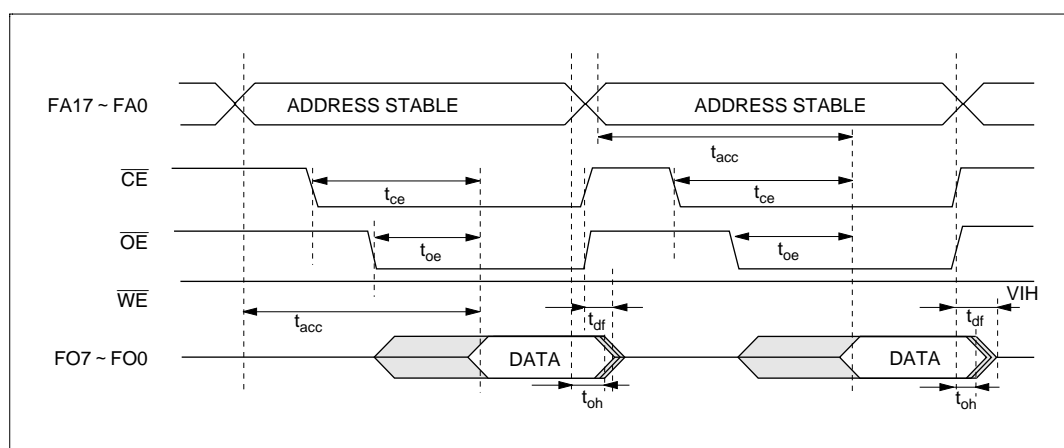 FA17 ~ FA0
ADDRESS STABLE
ADDRESS STABLE
tacc
CE
tce
tce
OE
toe
toe
WE
VIH
tacc
tdf
tdf
FO7 ~ FO0
DATA
DATA
toh
toh